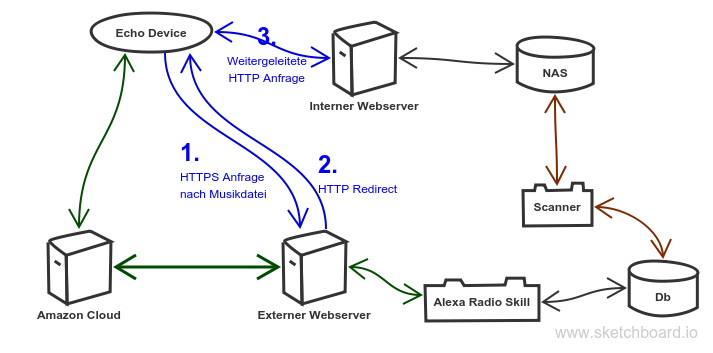 Echo Device
3.
Weitergeleitete
HTTP Anfrage
Interner Webserver
NAS
1.
HTTPS Anfrage
nach Musikdatei
2.
HTTP Redirect
Scanner
Amazon Cloud
Externer Webserver
Alexa Radio Skill
Db
www.sketchboard.io